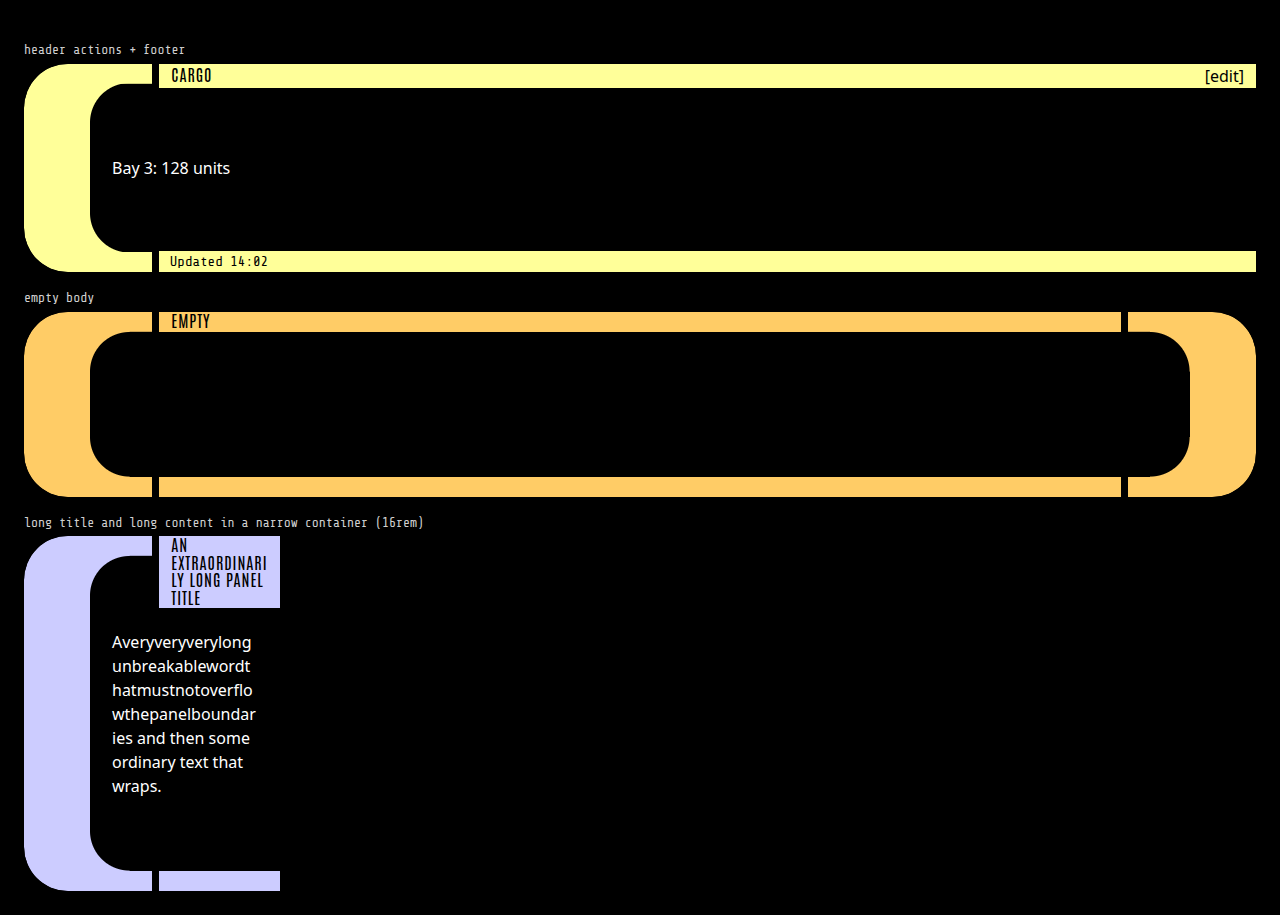 header actions + footer
CARGO
[edit]
Bay 3: 128 units
Updated 14:02
empty body
EMPTY
long title and long content in a narrow container (16rem)
AN
EXTRAORDINARI
LY LONG PANEL
TITLE
Averyveryverylong
unbreakablewordt
hatmustnotoverflo
wthepanelboundar
ies and then some
ordinary text that
wraps.